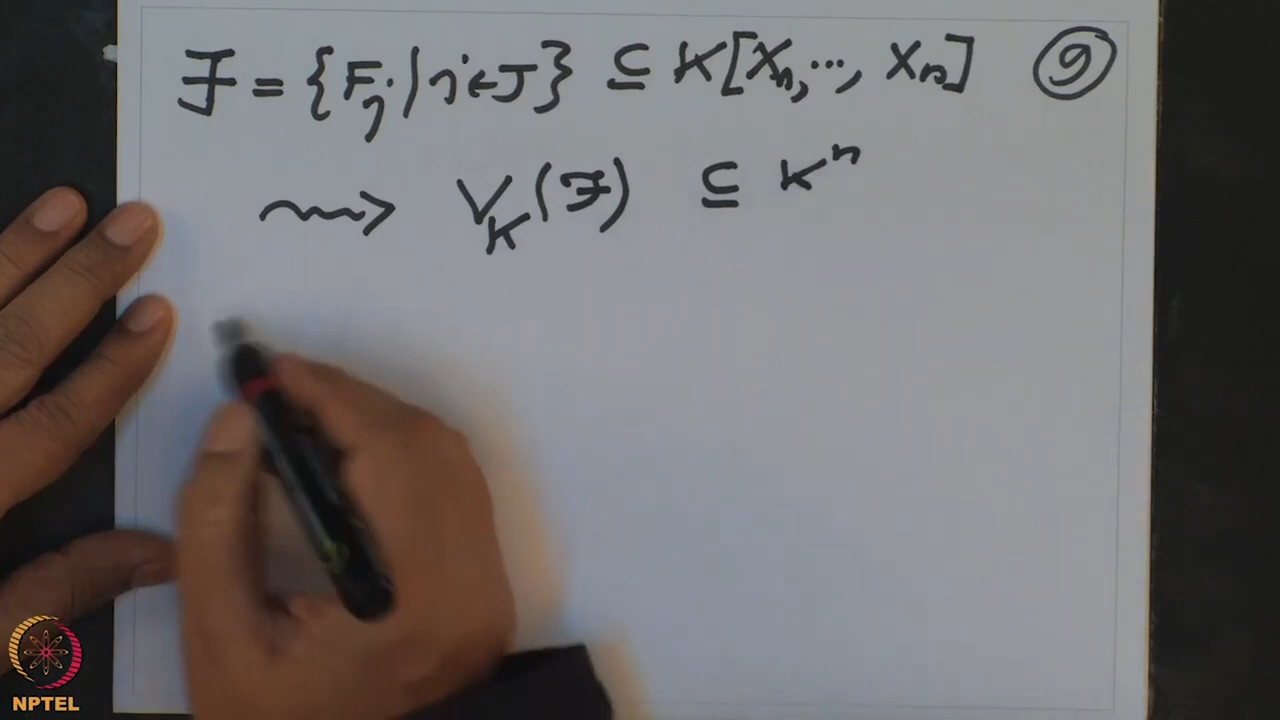 ℱ = {F_j | j ∈ J} ⊆ K[X_1, ..., X_n] ⑨
⇝ V_K(ℱ) ⊆ K^n
NPTEL